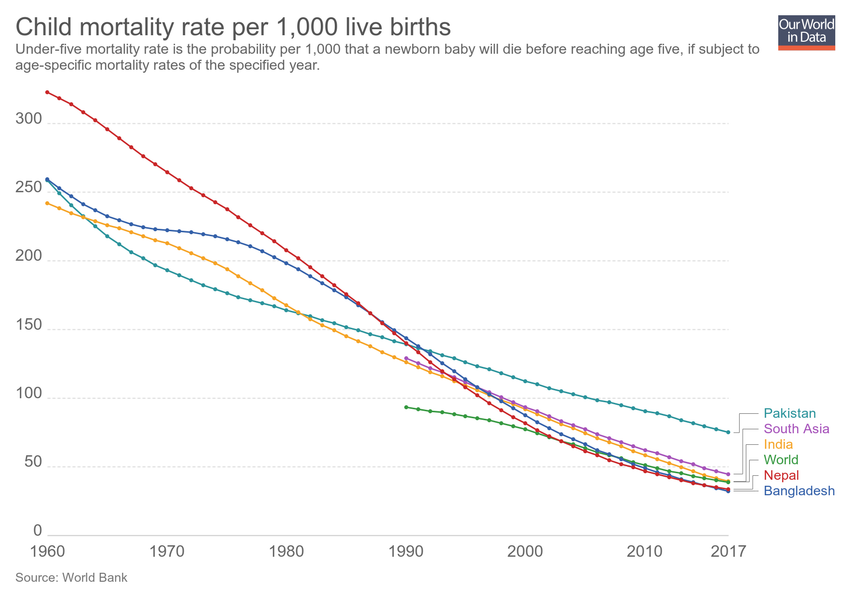 Child mortality rate per 1,000 live births
Our World
in Data
Under-five mortality rate is the probability per 1,000 that a newborn baby will die before reaching age five, if subject to
age-specific mortality rates of the specified year.
300
250
200
150
100
50
0
Pakistan
South Asia
India
World
Nepal
Bangladesh
1960 1970 1980 1990 2000 2010 2017
Source: World Bank